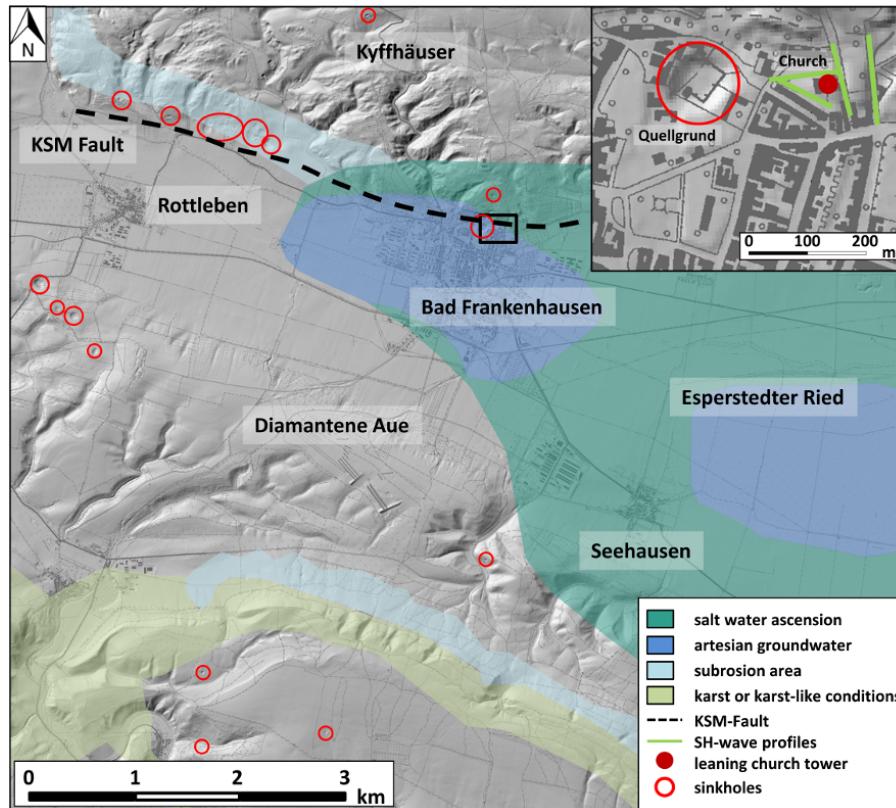 N
Kyffhäuser
KSM Fault
Rottleben
Bad Frankenhausen
Esperstedter Ried
Diamantene Aue
Seehausen
Church
Quellgrund
0 100 200
m
salt water ascension
artesian groundwater
subrosion area
karst or karst-like conditions
KSM-Fault
SH-wave profiles
leaning church tower
sinkholes
0 1 2 3
km